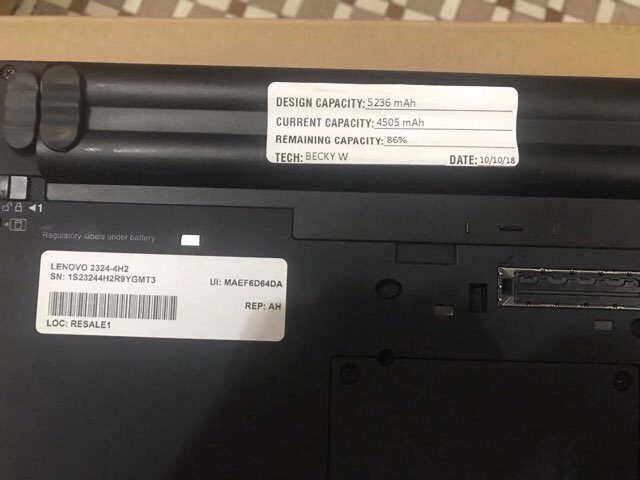 DESIGN CAPACITY: 5236 mAh
CURRENT CAPACITY: 4505 mAh
REMAINING CAPACITY: 86%
TECH: BECKY W DATE: 10/10/18
1
Regulatory labels under battery
LENOVO 2324-4H2
SN: 1S23244H2R9YGMT3 UI: MAEF6D64DA
REP: AH
LOC: RESALE1